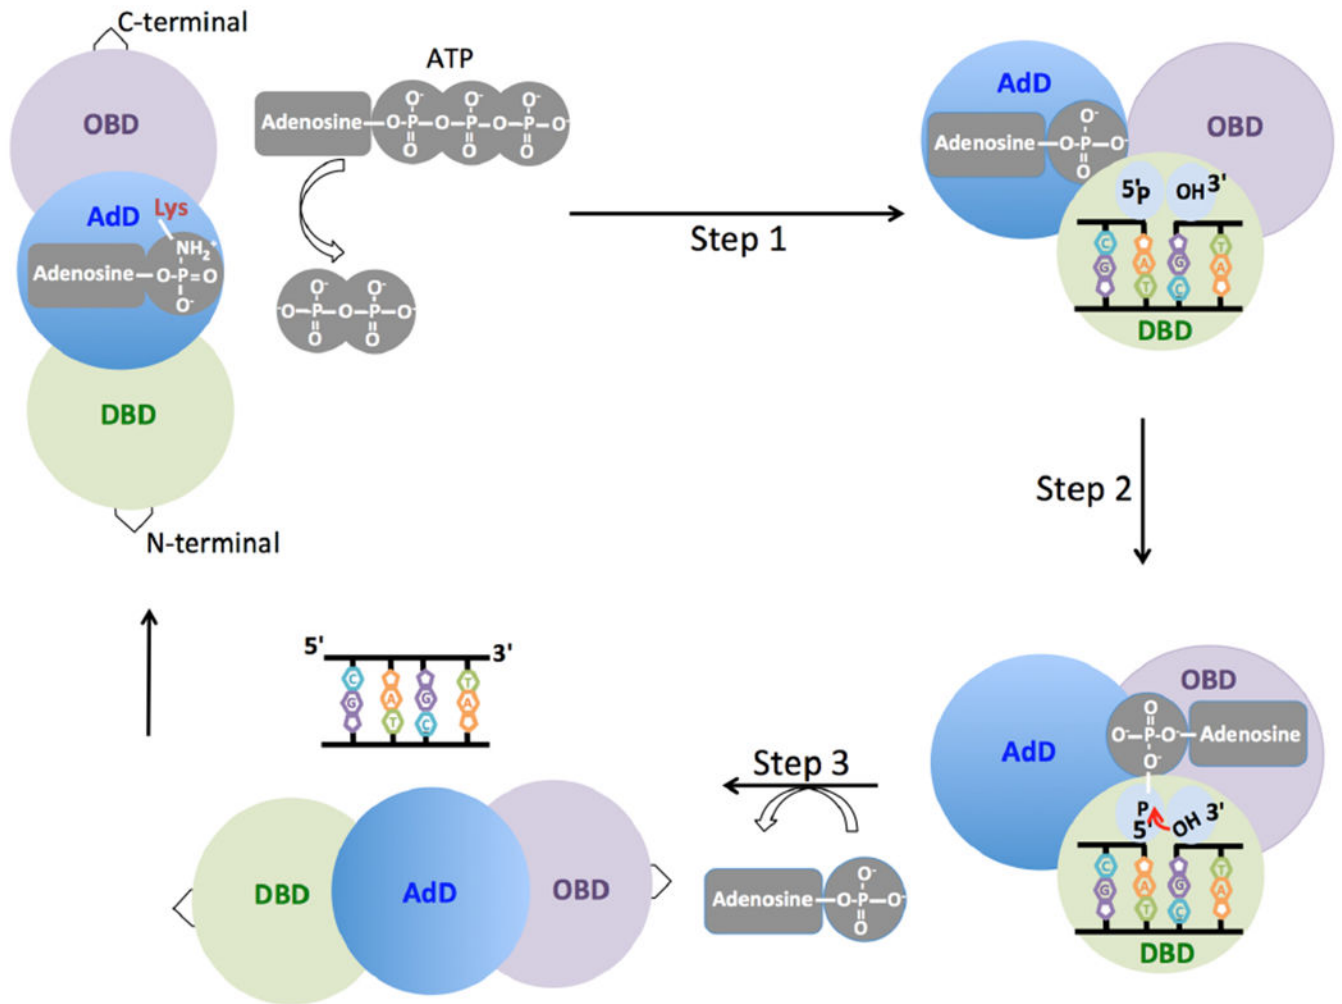 C-terminal
OBD
AdD
Lys
NH₂⁺
Adenosine—O-P=O
O⁻
DBD
N-terminal
ATP
O⁻ O⁻ O⁻
Adenosine—O-P—O—P—O—P—O⁻
O O O
O⁻ O⁻
⁻O—P—O—P—O⁻
O O
Step 1
AdD
OBD
O⁻
Adenosine—O-P—O⁻
O
5'P OH 3'
C A G T
G T C A
DBD
Step 2
OBD
AdD
O
O⁻—P-O⁻—Adenosine
O⁻
P
5' OH 3'
C A G T
G T C A
DBD
Step 3
O⁻
Adenosine—O-P—O⁻
O
5' 3'
C A G T
G T C A
DBD AdD OBD